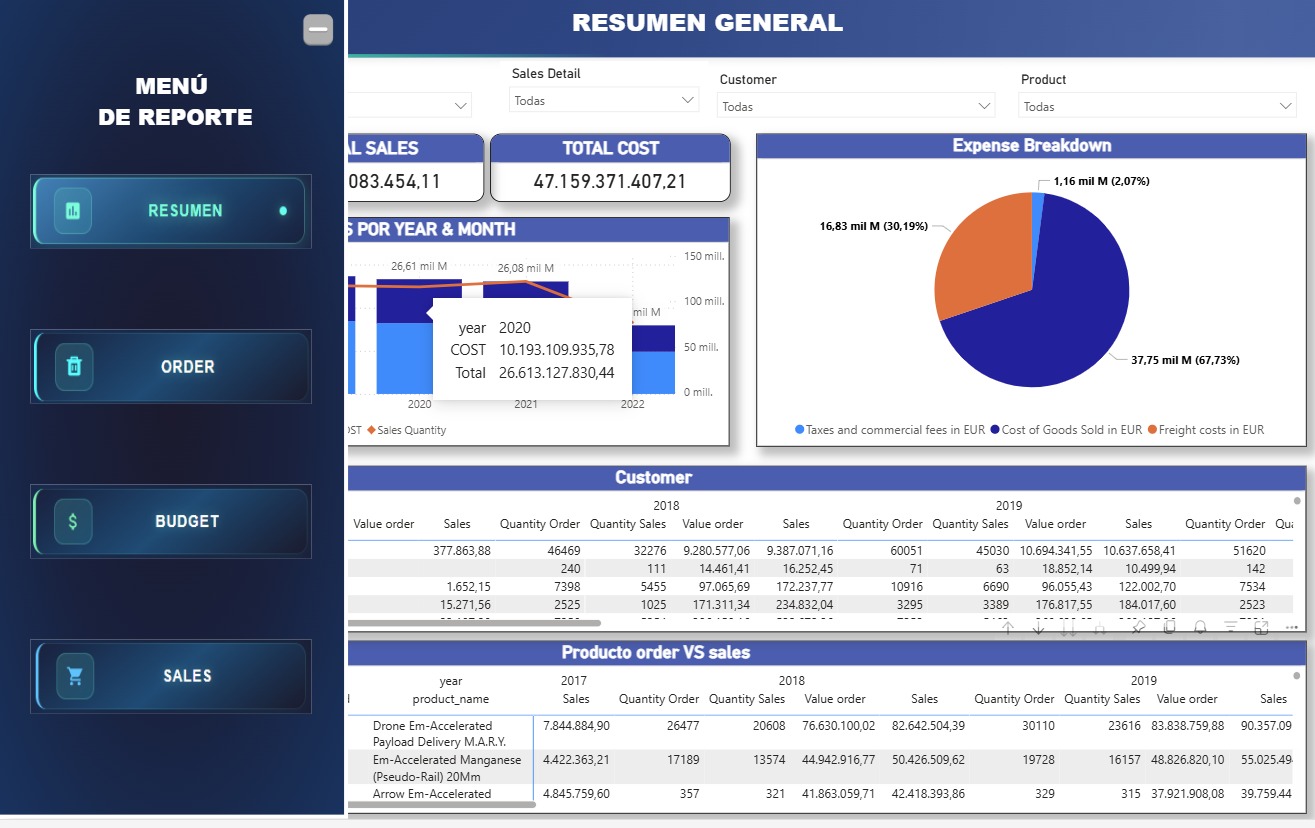 MENÚ
DE REPORTE
RESUMEN
ORDER
BUDGET
SALES
RESUMEN GENERAL
Sales Detail
Todas
Customer
Todas
Product
Todas
AL SALES
083.454,11
TOTAL COST
47.159.371.407,21
S POR YEAR & MONTH
26,61 mil M
26,08 mil M
mil M
150 mill.
100 mill.
50 mill.
0 mill.
year 2020
COST 10.193.109.935,78
Total 26.613.127.830,44
2020 2021 2022
OST Sales Quantity
Expense Breakdown
1,16 mil M (2,07%)
16,83 mil M (30,19%)
37,75 mil M (67,73%)
Taxes and commercial fees in EUR Cost of Goods Sold in EUR Freight costs in EUR
Customer
2018 2019
Value order Sales Quantity Order Quantity Sales Value order Sales Quantity Order Quantity Sales Value order Sales Quantity Order Qua
377.863,88 46469 32276 9.280.577,06 9.387.071,16 60051 45030 10.694.341,55 10.637.658,41 51620
240 111 14.461,41 16.252,45 71 63 18.852,14 10.499,94 142
1.652,15 7398 5455 97.065,69 172.237,77 10916 6690 96.055,43 122.002,70 7534
15.271,56 2525 1025 171.311,34 234.832,04 3295 3389 176.817,55 184.017,60 2523
Producto order VS sales
year 2017 2018 2019
product_name Sales Quantity Order Quantity Sales Value order Sales Quantity Order Quantity Sales Value order Sales
Drone Em-Accelerated 7.844.884,90 26477 20608 76.630.100,02 82.642.504,39 30110 23616 83.838.759,88 90.357.09
Payload Delivery M.A.R.Y.
Em-Accelerated Manganese 4.422.363,21 17189 13574 44.942.916,77 50.426.509,62 19728 16157 48.826.820,10 55.025.49
(Pseudo-Rail) 20Mm
Arrow Em-Accelerated 4.845.759,60 357 321 41.863.059,71 42.418.393,86 329 315 37.921.908,08 39.759.44